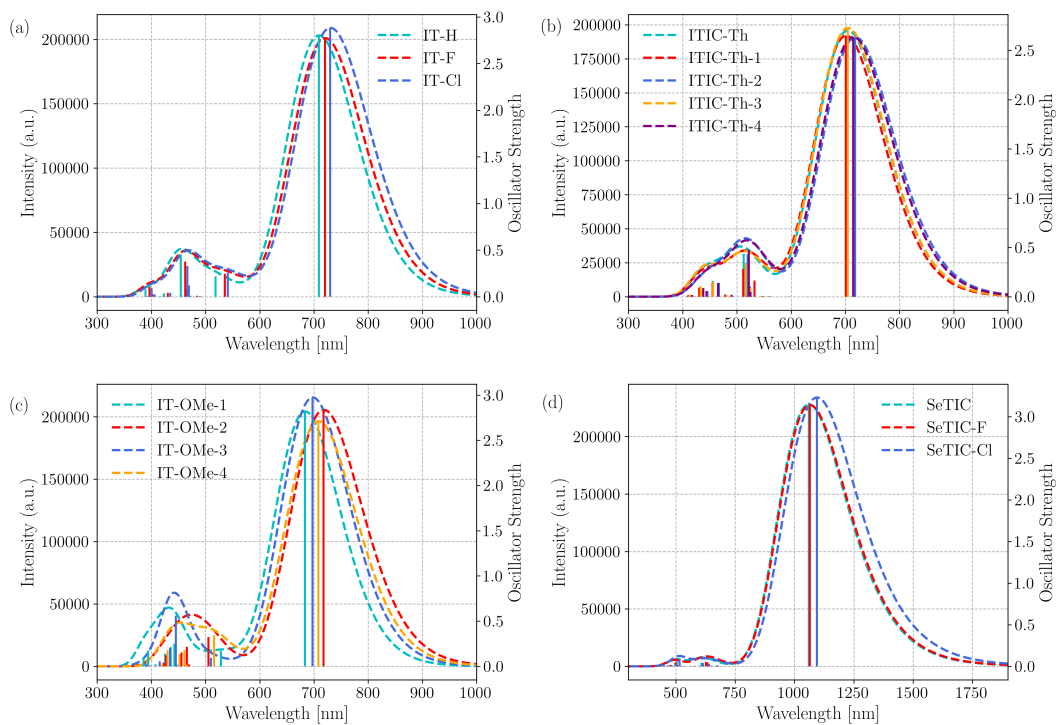 (a)
IT-H
IT-F
IT-Cl
200000
150000
100000
50000
0
3.0
2.5
2.0
1.5
1.0
0.5
0.0
300 400 500 600 700 800 900 1000
Intensity (a.u.)
Oscillator Strength
Wavelength [nm]
(b)
ITIC-Th
ITIC-Th-1
ITIC-Th-2
ITIC-Th-3
ITIC-Th-4
200000
175000
150000
125000
100000
75000
50000
25000
0
2.5
2.0
1.5
1.0
0.5
0.0
300 400 500 600 700 800 900 1000
Intensity (a.u.)
Oscillator Strength
Wavelength [nm]
(c)
IT-OMe-1
IT-OMe-2
IT-OMe-3
IT-OMe-4
200000
150000
100000
50000
0
3.0
2.5
2.0
1.5
1.0
0.5
0.0
300 400 500 600 700 800 900 1000
Intensity (a.u.)
Oscillator Strength
Wavelength [nm]
(d)
SeTIC
SeTIC-F
SeTIC-Cl
200000
150000
100000
50000
0
3.0
2.5
2.0
1.5
1.0
0.5
0.0
500 750 1000 1250 1500 1750
Intensity (a.u.)
Oscillator Strength
Wavelength [nm]